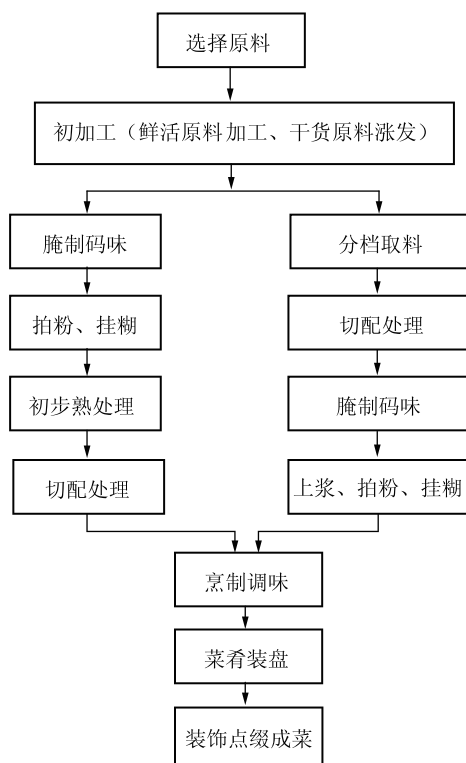 选择原料
初加工（鲜活原料加工、干货原料涨发）
腌制码味
拍粉、挂糊
初步熟处理
切配处理
分档取料
切配处理
腌制码味
上浆、拍粉、挂糊
烹制调味
菜肴装盘
装饰点缀成菜